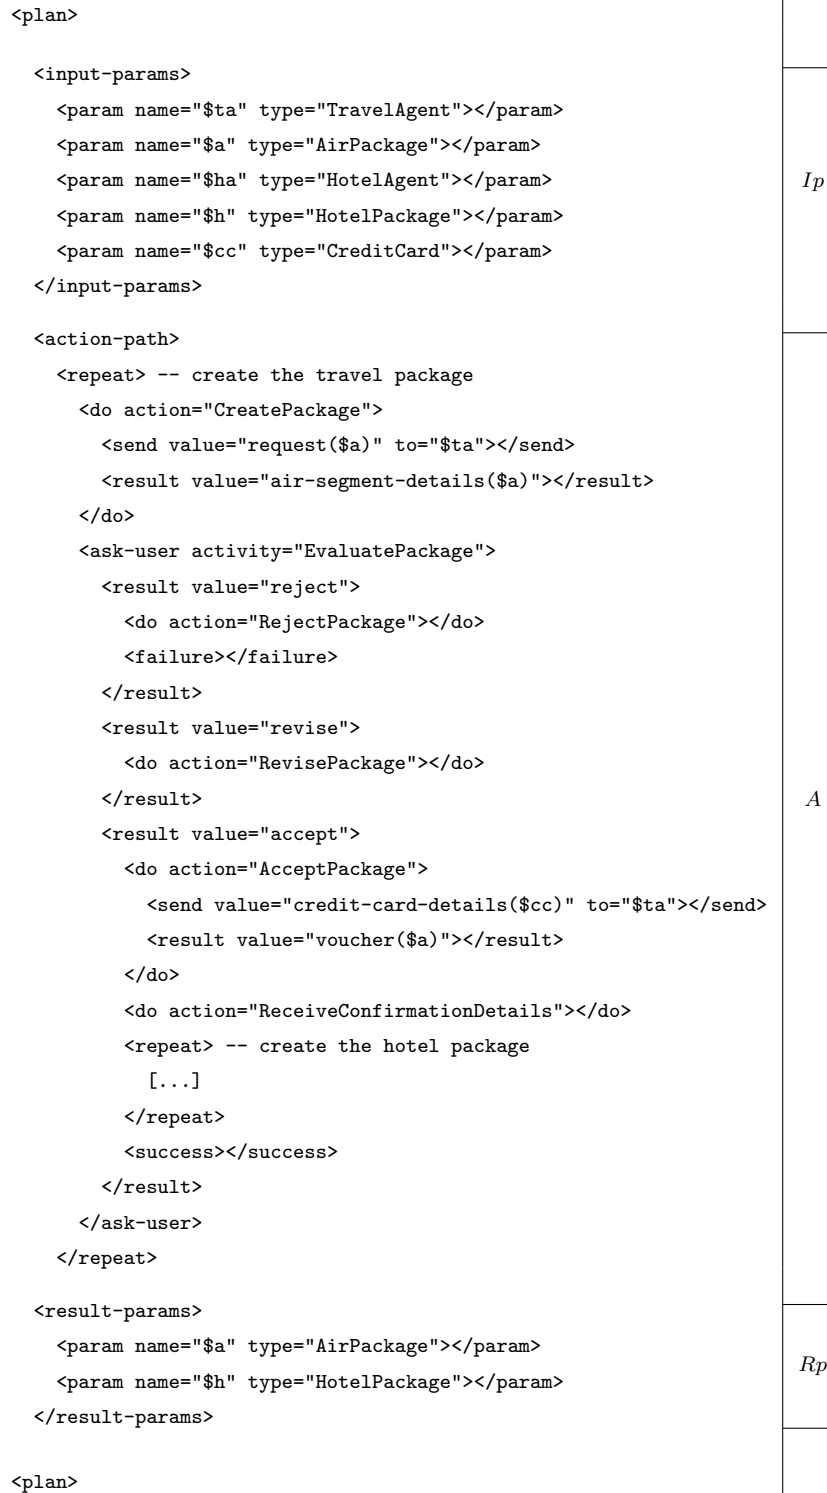 <plan>
<input-params>
<param name="$ta" type="TravelAgent"></param>
<param name="$a" type="AirPackage"></param>
<param name="$ha" type="HotelAgent"></param>
Ip
<param name="$h" type="HotelPackage"></param>
<param name="$cc" type="CreditCard"></param>
</input-params>
<action-path>
<repeat> -- create the travel package
<do action="CreatePackage">
<send value="request($a)" to="$ta"></send>
<result value="air-segment-details($a)"></result>
</do>
<ask-user activity="EvaluatePackage">
<result value="reject">
<do action="RejectPackage"></do>
<failure></failure>
</result>
<result value="revise">
<do action="RevisePackage"></do>
</result>
A
<result value="accept">
<do action="AcceptPackage">
<send value="credit-card-details($cc)" to="$ta"></send>
<result value="voucher($a)"></result>
</do>
<do action="ReceiveConfirmationDetails"></do>
<repeat> -- create the hotel package
[...]
</repeat>
<success></success>
</result>
</ask-user>
</repeat>
<result-params>
<param name="$a" type="AirPackage"></param>
Rp
<param name="$h" type="HotelPackage"></param>
</result-params>
<plan>